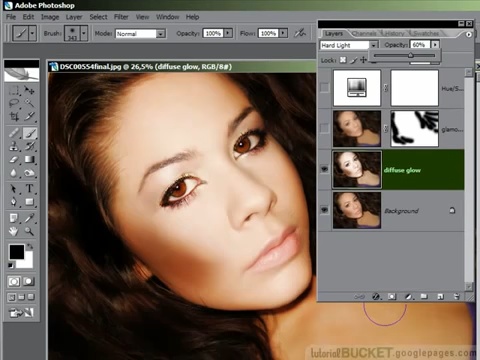 Adobe Photoshop
File Edit Image Layer Select Filter View Window Help
Brush: 343 Mode: Normal Opacity: 100% Flow: 100%
DSC00554final.jpg @ 26,5% (diffuse glow, RGB/8#)
Layers Channels History Swatches
Hard Light Opacity: 60%
Lock:
Hue/S
glamo
diffuse glow
Background
tutorialBUCKET.googlepages.com